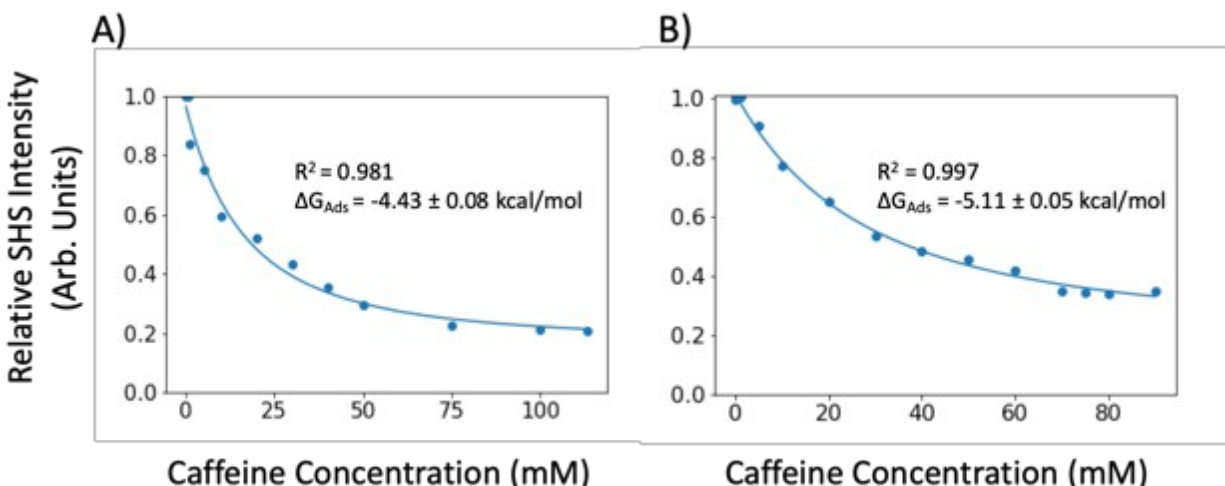 A)
Relative SHS Intensity
(Arb. Units)
1.0
0.8
0.6
0.4
0.2
0.0
R² = 0.981
ΔG_Ads = -4.43 ± 0.08 kcal/mol
0 25 50 75 100
Caffeine Concentration (mM)
B)
1.0
0.8
0.6
0.4
0.2
0.0
R² = 0.997
ΔG_Ads = -5.11 ± 0.05 kcal/mol
0 20 40 60 80
Caffeine Concentration (mM)